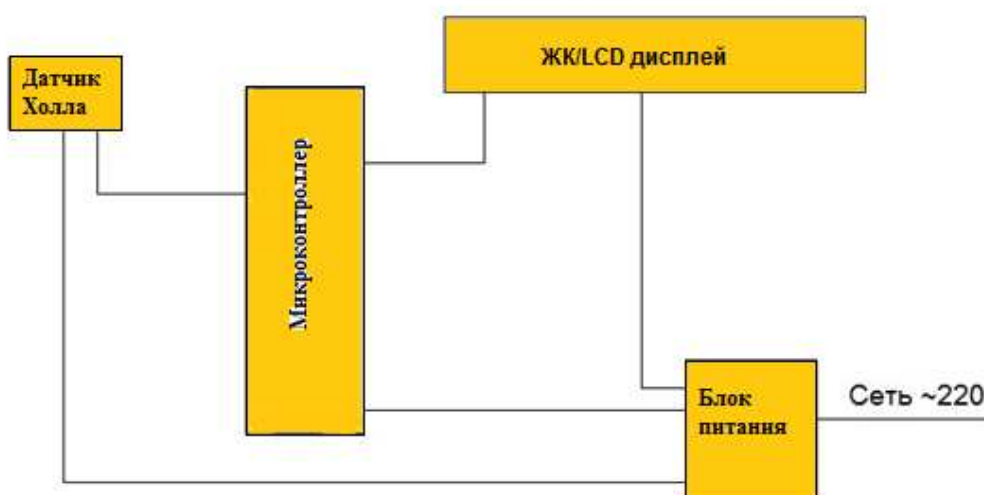 Датчик
Холла
ЖК/LCD дисплей
Микроконтроллер
Блок
питания
Сеть ~220